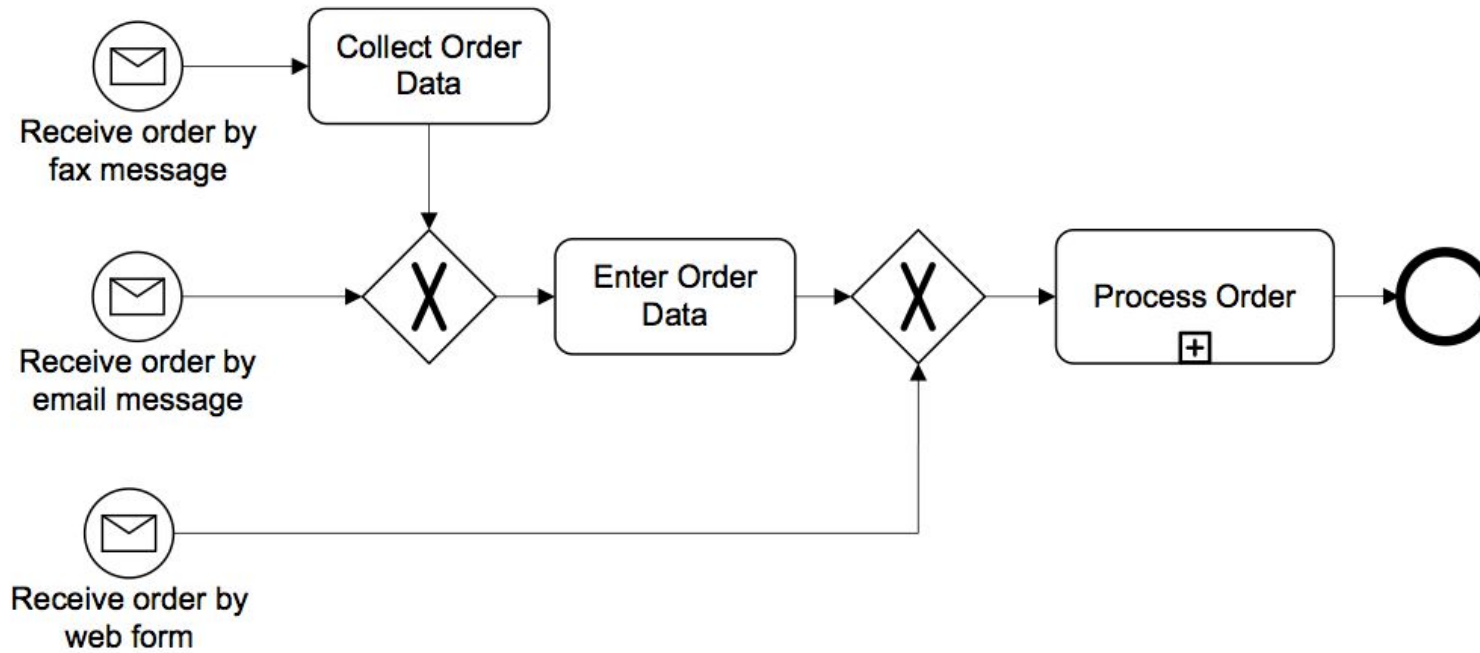 Collect Order
Data
Receive order by
fax message
Enter Order
Data
Process Order
Receive order by
email message
Receive order by
web form